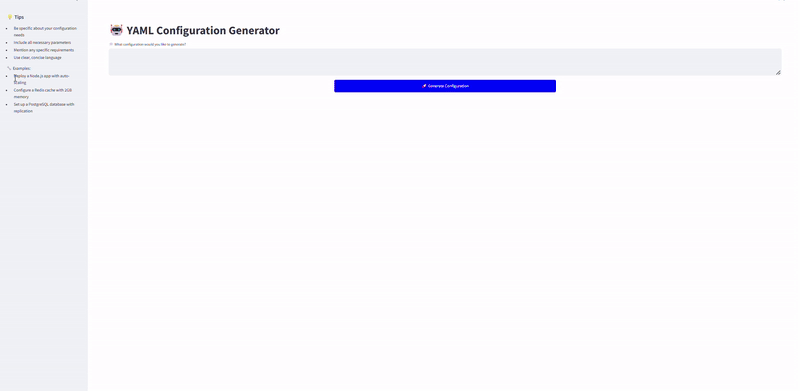 Tips
Be specific about your configuration
needs
Include all necessary parameters
Mention any specific requirements
Use clear, concise language
Examples:
Deploy a Node.js app with auto-
scaling
Configure a Redis cache with 2GB
memory
Set up a PostgreSQL database with
replication
YAML Configuration Generator
What configuration would you like to generate?
Generate Configuration